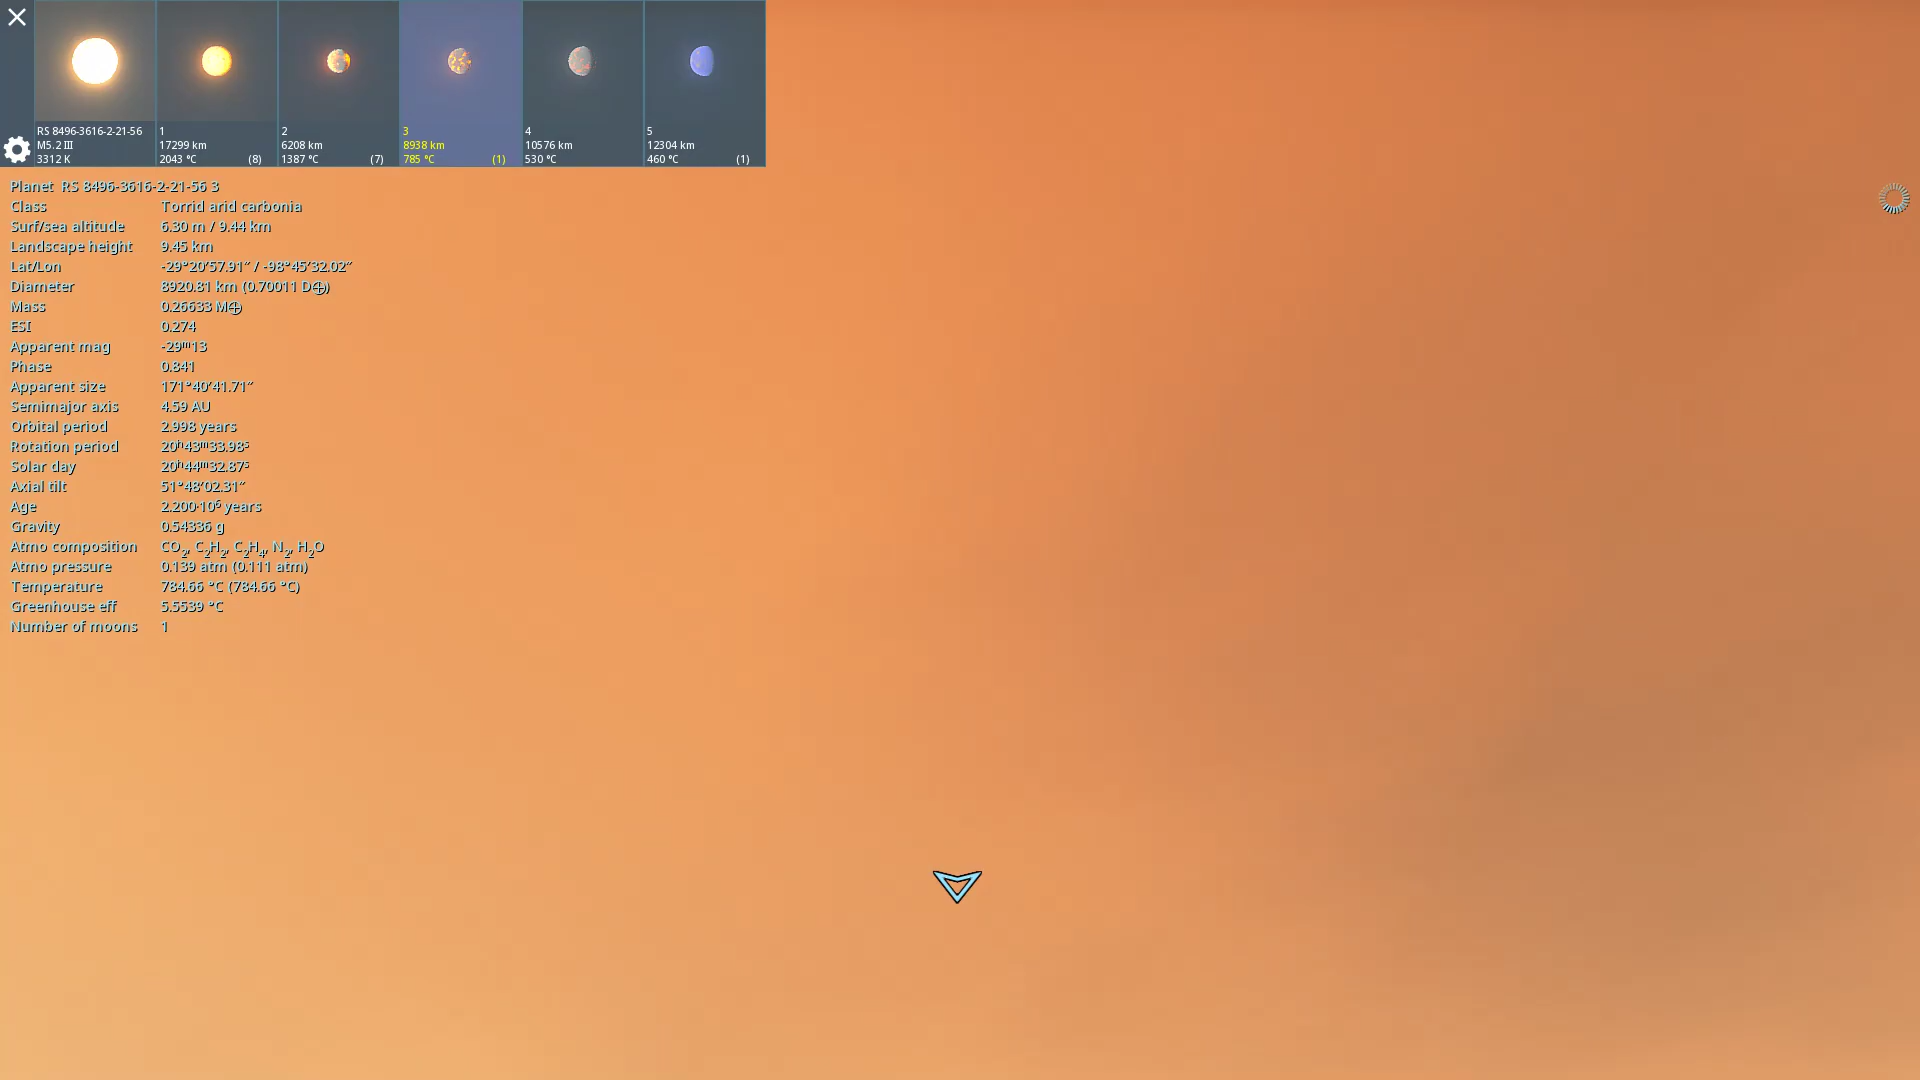 RS 8496-3616-2-21-56
M5.2 III
3312 K
1
17299 km
2043 °C (8)
2
6208 km
1387 °C (7)
3
8938 km
785 °C (1)
4
10576 km
530 °C
5
12304 km
460 °C (1)
Planet RS 8496-3616-2-21-56 3
Class Torrid arid carbonia
Surf/sea altitude 6.30 m / 9.44 km
Landscape height 9.45 km
Lat/Lon -29°20'57.91" / -98°45'32.02"
Diameter 8920.81 km (0.70011 D⊕)
Mass 0.26633 M⊕
ESI 0.274
Apparent mag -29ᵐ13
Phase 0.841
Apparent size 171°40'41.71"
Semimajor axis 4.59 AU
Orbital period 2.998 years
Rotation period 20ʰ43ᵐ33.98ˢ
Solar day 20ʰ44ᵐ32.87ˢ
Axial tilt 51°48'02.31"
Age 2.200·10⁶ years
Gravity 0.54336 g
Atmo composition CO₂, C₂H₂, C₂H₄, N₂, H₂O
Atmo pressure 0.139 atm (0.111 atm)
Temperature 784.66 °C (784.66 °C)
Greenhouse eff 5.5539 °C
Number of moons 1